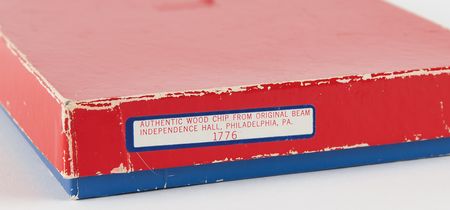 AUTHENTIC WOOD CHIP FROM ORIGINAL BEAM
INDEPENDENCE HALL, PHILADELPHIA, PA.
1776